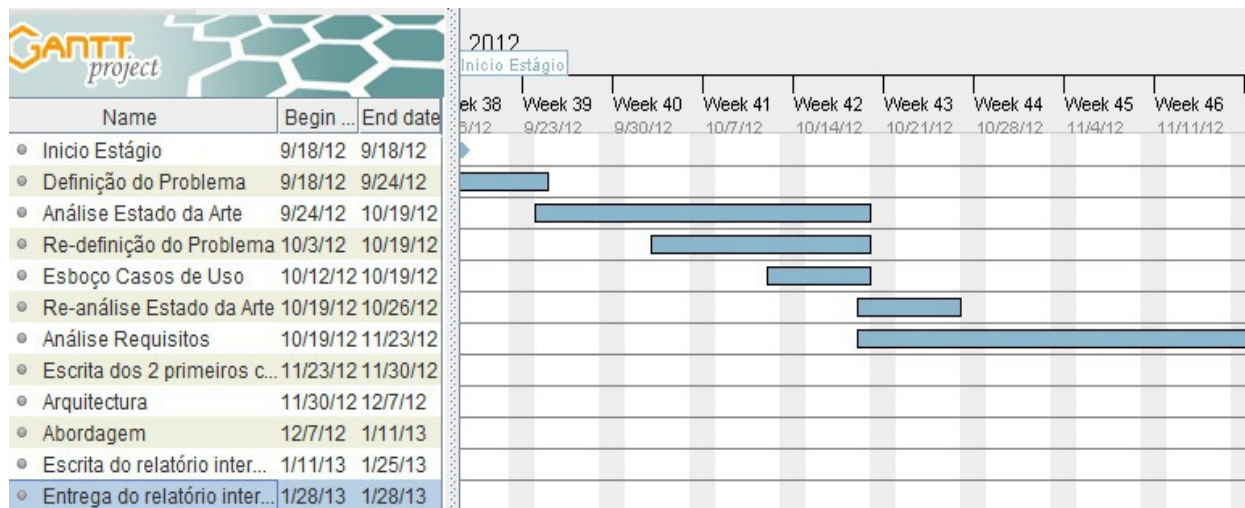 GANTT
project
2012
Inicio Estágio
Name Begin ... End date
ek 38 Week 39 Week 40 Week 41 Week 42 Week 43 Week 44 Week 45 Week 46
6/12 9/23/12 9/30/12 10/7/12 10/14/12 10/21/12 10/28/12 11/4/12 11/11/12
Inicio Estágio 9/18/12 9/18/12
Definição do Problema 9/18/12 9/24/12
Análise Estado da Arte 9/24/12 10/19/12
Re-definição do Problema 10/3/12 10/19/12
Esboço Casos de Uso 10/12/12 10/19/12
Re-análise Estado da Arte 10/19/12 10/26/12
Análise Requisitos 10/19/12 11/23/12
Escrita dos 2 primeiros c... 11/23/12 11/30/12
Arquitectura 11/30/12 12/7/12
Abordagem 12/7/12 1/11/13
Escrita do relatório inter... 1/11/13 1/25/13
Entrega do relatório inter... 1/28/13 1/28/13